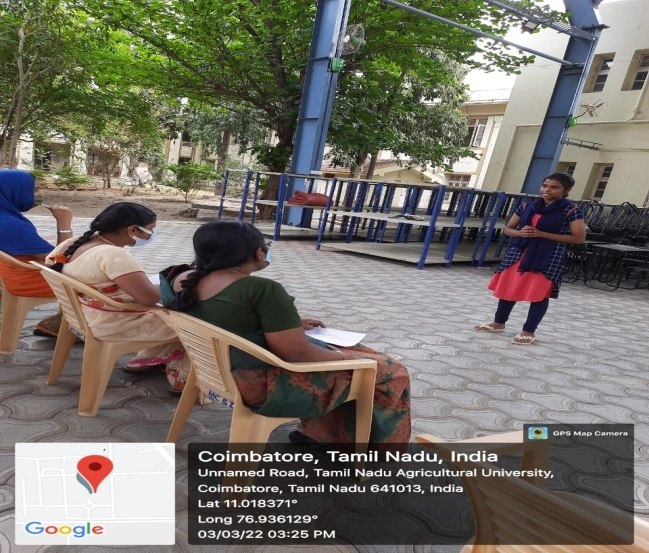 GPS Map Camera
Coimbatore, Tamil Nadu, India
Unnamed Road, Tamil Nadu Agricultural University,
Coimbatore, Tamil Nadu 641013, India
Lat 11.018371°
Long 76.936129°
03/03/22 03:25 PM
Google